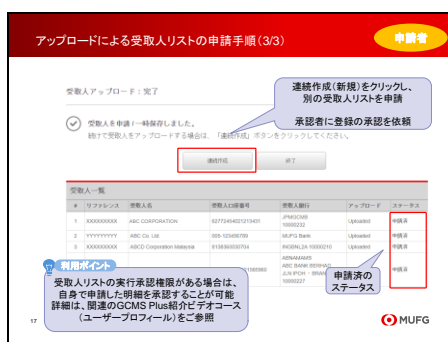 アップロードによる受取人リストの申請手順(3/3)
申請者
受取人アップロード:完了
連続作成(新規)をクリックし、
別の受取人リストを申請
承認者に登録の承認を依頼
受取人を申請/一時保存しました。
続けて受取人をアップロードする場合は、「連続作成」ボタンをクリックしてください。
連続作成
終了
受取人一覧
# リファレンス 受取人名 受取人口座番号 受取人銀行 アップロード ステータス
1 XXXXXXXXXX ABC CORPORATION JPMGCMS 10000232 Uploaded 申請済
2 YYYYYYYYY ABC Co. Ltd. 005-123456789 MUFG Bank Uploaded 申請済
3 XXXXXXXXXX ABCD Corporation Malaysia INGBNL2A 10000210 Uploaded 申請済
ABNAMAMIS
ABC BANK BERHAD
10000227
申請済
利用ポイント
受取人リストの実行承認権限がある場合は、
自身で申請した明細を承認することが可能
詳細は、関連のGCMS Plus紹介ビデオコース
(ユーザープロフィール)をご参照
申請済の
ステータス
17
MUFG